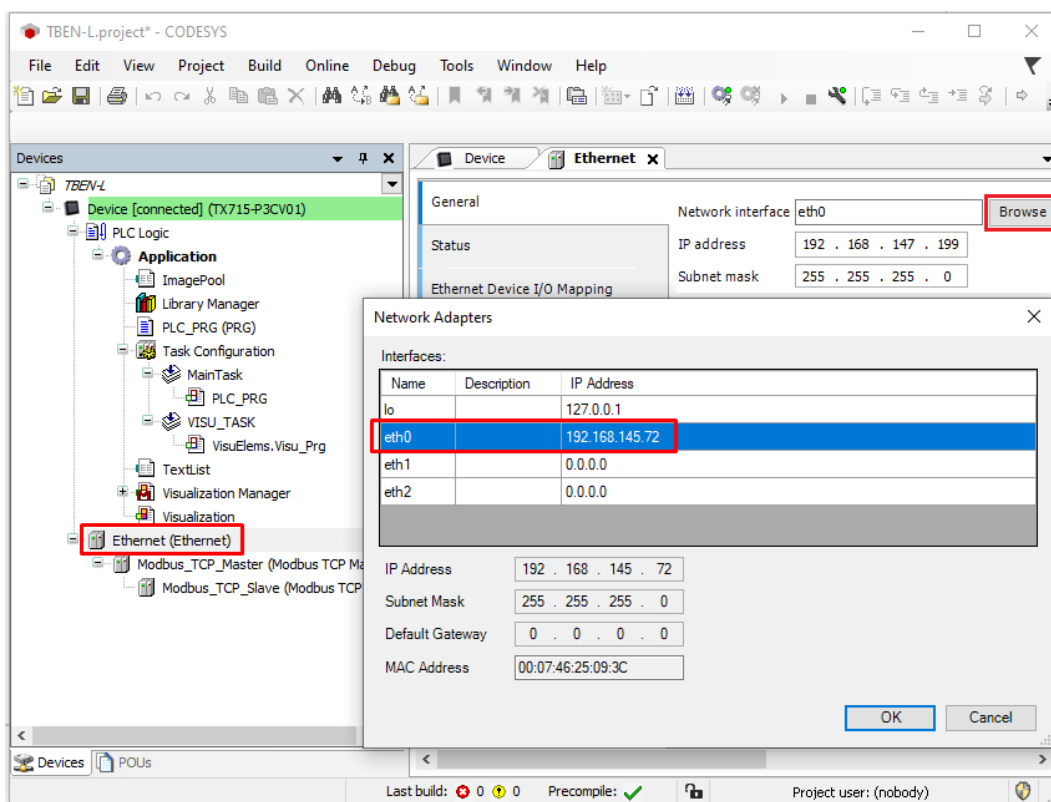 TBEN-L.project* - CODESYS
File Edit View Project Build Online Debug Tools Window Help
Devices
TBEN-L
Device [connected] (TX715-P3CV01)
PLC Logic
Application
ImagePool
Library Manager
PLC_PRG (PRG)
Task Configuration
MainTask
PLC_PRG
VISU_TASK
VisuElems.Visu_Prg
TextList
Visualization Manager
Visualization
Ethernet (Ethernet)
Modbus_TCP_Master (Modbus TCP Ma
Modbus_TCP_Slave (Modbus TCP
Devices POUs
Device Ethernet
General
Status
Ethernet Device I/O Mapping
Network interface eth0 Browse
IP address 192 . 168 . 147 . 199
Subnet mask 255 . 255 . 255 . 0
Network Adapters
Interfaces:
Name Description IP Address
lo 127.0.0.1
eth0 192.168.145.72
eth1 0.0.0.0
eth2 0.0.0.0
IP Address 192 . 168 . 145 . 72
Subnet Mask 255 . 255 . 255 . 0
Default Gateway 0 . 0 . 0 . 0
MAC Address 00:07:46:25:09:3C
OK Cancel
Last build: 0 0 Precompile: Project user: (nobody)